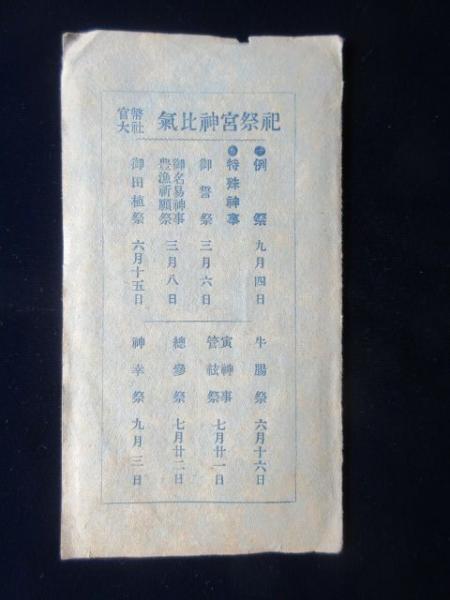 官幣
大社
氣比神宮祭祀
例祭 九月四日
特殊神事
御誓祭 三月六日
御名易神事
豊漁祈願祭
三月八日
御田植祭 六月十五日
牛腸祭 六月十六日
寅神事
管絃祭
七月廿一日
總參祭 七月廿二日
神幸祭 九月三日